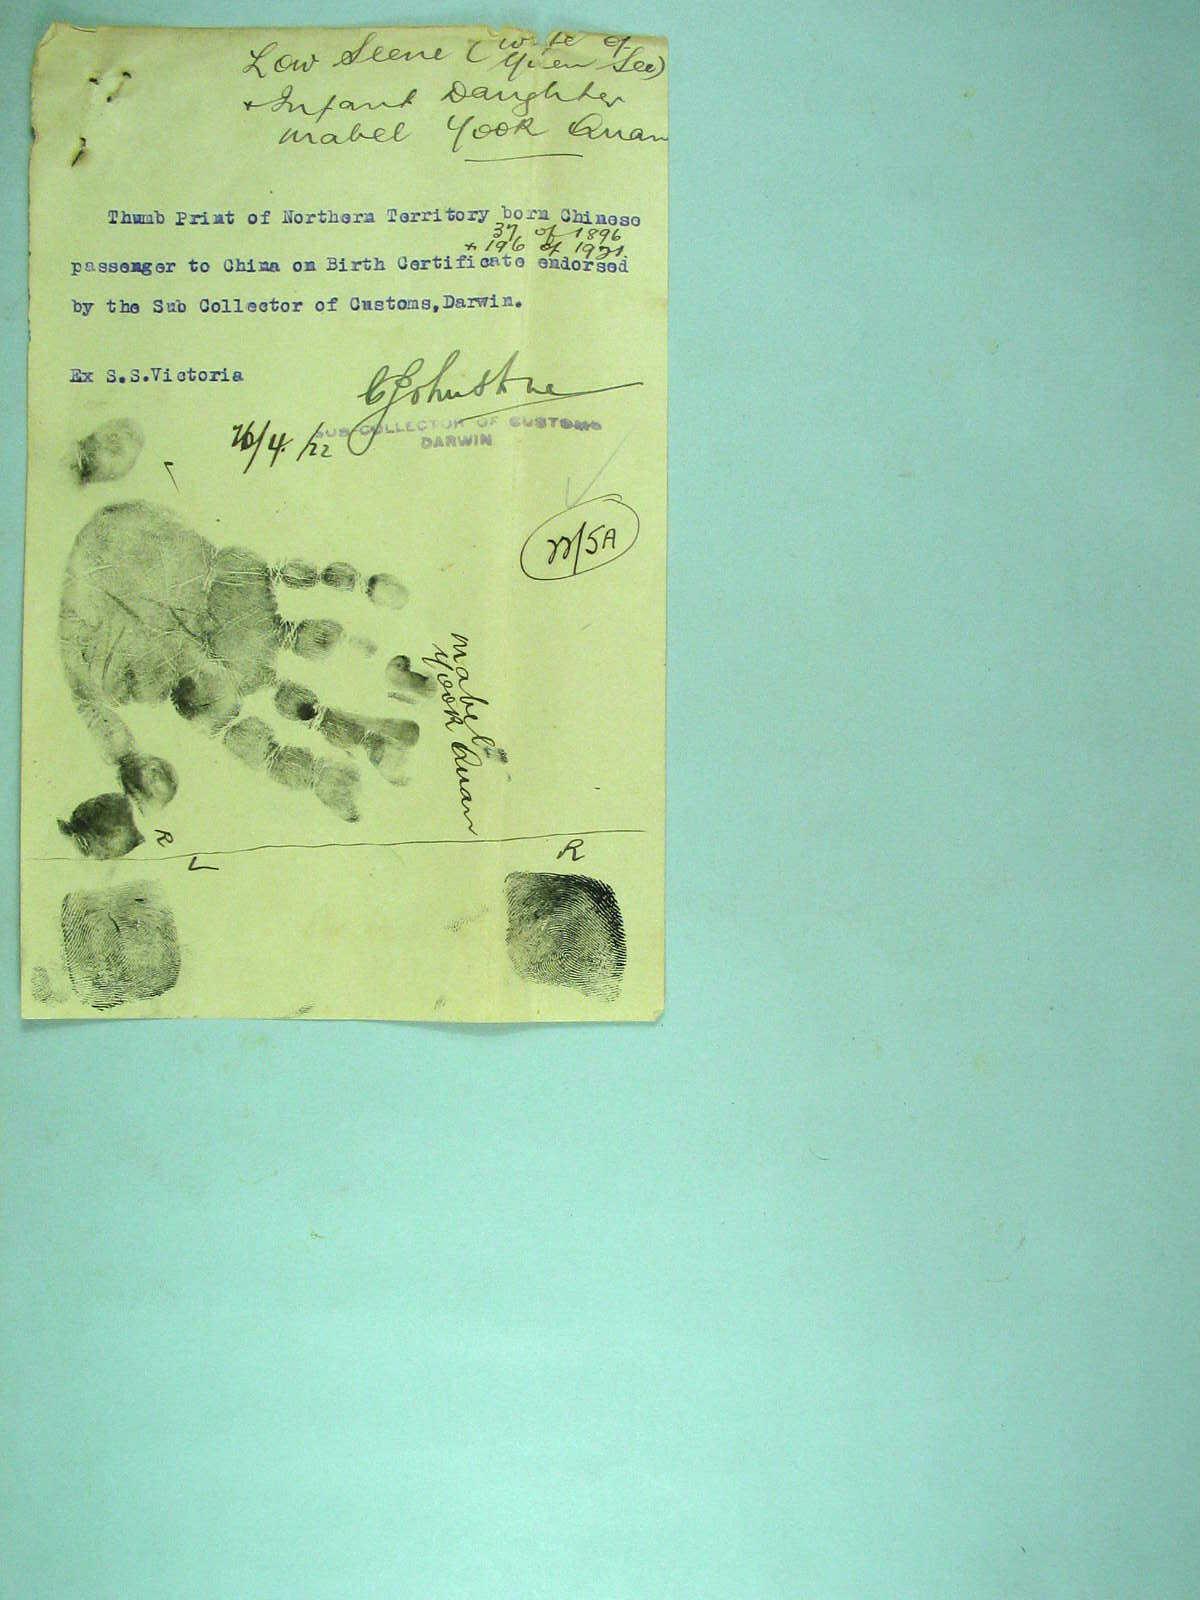 Low Seene (wife of
Yuen See)
+ Infant Daughter
Mabel Yook Quan
Thumb Print of Northern Territory born Chinese
37 of 1896
+ 196 of 1921
passenger to China on Birth Certificate endorsed
by the Sub Collector of Customs, Darwin.
Ex S.S.Victoria
CJohnstone
SUB-COLLECTOR OF CUSTOMS
DARWIN
26/4/22
22/5A
Mabel
Yook Quan
R
L
R